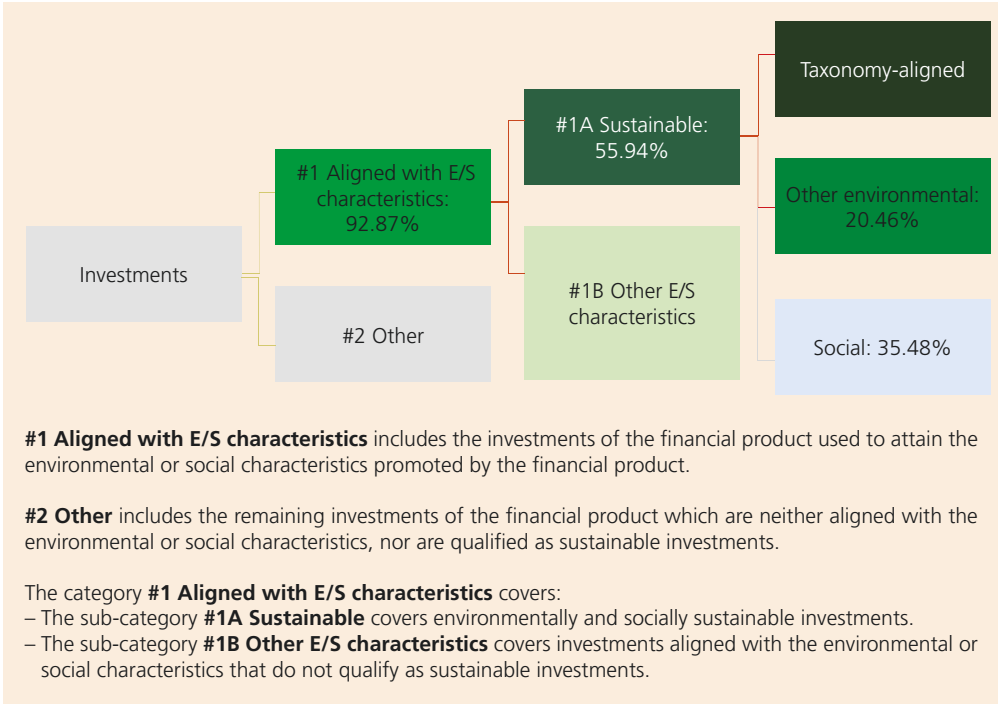 Investments
#1 Aligned with E/S
characteristics:
92.87%
#2 Other
#1A Sustainable:
55.94%
#1B Other E/S
characteristics
Taxonomy-aligned
Other environmental:
20.46%
Social: 35.48%
#1 Aligned with E/S characteristics includes the investments of the financial product used to attain the
environmental or social characteristics promoted by the financial product.
#2 Other includes the remaining investments of the financial product which are neither aligned with the
environmental or social characteristics, nor are qualified as sustainable investments.
The category #1 Aligned with E/S characteristics covers:
– The sub-category #1A Sustainable covers environmentally and socially sustainable investments.
– The sub-category #1B Other E/S characteristics covers investments aligned with the environmental or
social characteristics that do not qualify as sustainable investments.